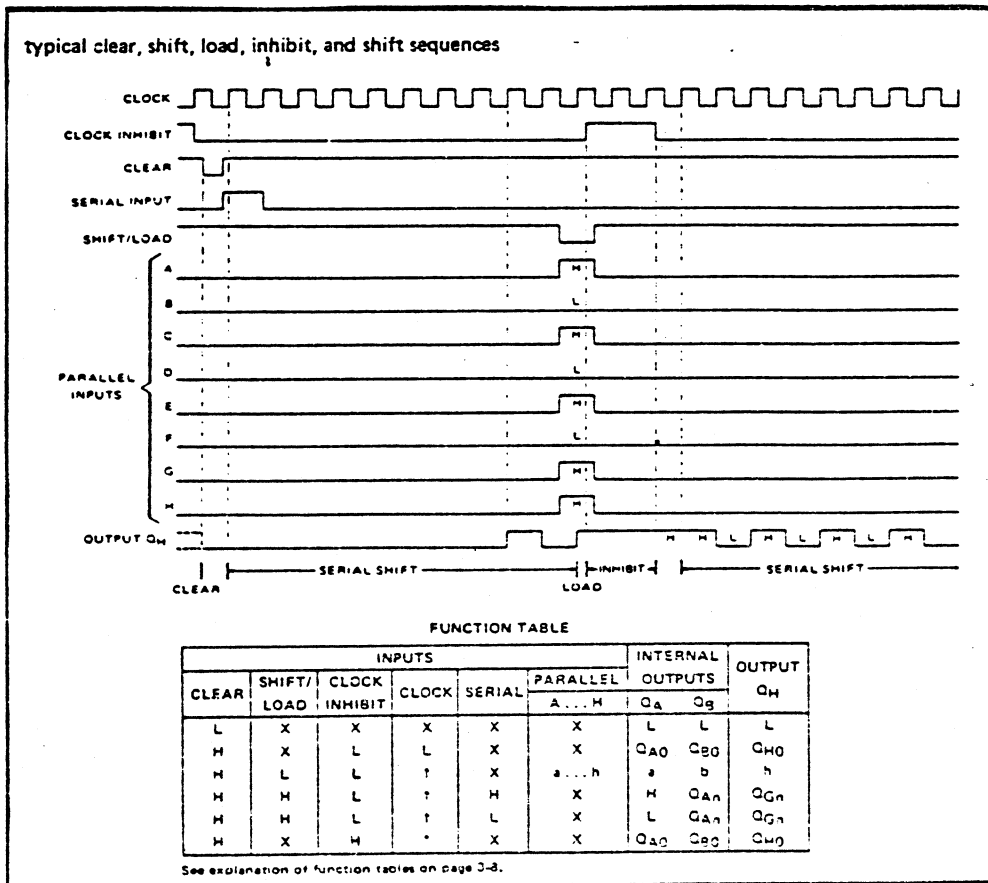 typical clear, shift, load, inhibit, and shift sequences
CLOCK
CLOCK INHIBIT
CLEAR
SERIAL INPUT
SHIFT/LOAD
A H
B L
C H
D L
PARALLEL INPUTS
E H
F L
G H
H H
OUTPUT QH H H L H L H L H
CLEAR SERIAL SHIFT LOAD INHIBIT SERIAL SHIFT
FUNCTION TABLE
INPUTS INTERNAL OUTPUTS OUTPUT QH
CLEAR SHIFT/LOAD CLOCK INHIBIT CLOCK SERIAL PARALLEL A...H QA QB
L X X X X X L L L
H X L L X X QA0 QB0 QH0
H L L ↑ X a...h a b h
H H L ↑ H X H QAn QGn
H H L ↑ L X L QAn QGn
H X H X X QA0 QB0 QH0
See explanation of function tables on page 3-8.